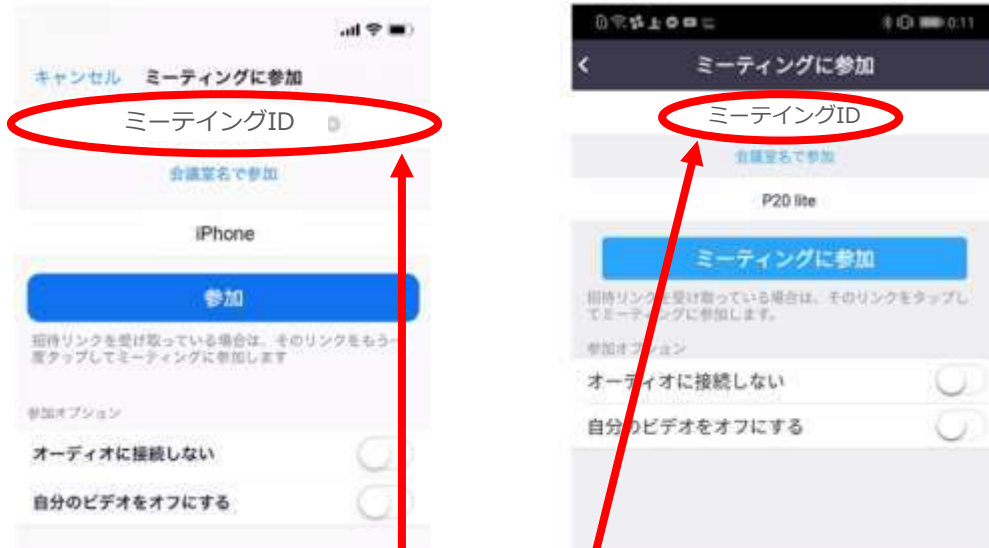 キャンセル ミーティングに参加
ミーテイングID
会議室名で参加
iPhone
参加
招待リンクを受け取っている場合は、そのリンクをもう一
度タップしてミーティングに参加します
参加オプション
オーディオに接続しない
自分のビデオをオフにする
0:11
ミーティングに参加
ミーテイングID
会議室名で参加
P20 lite
ミーティングに参加
招待リンクを受け取っている場合は、そのリンクをタップし
てミーティングに参加します。
参加オプション
オーディオに接続しない
自分のビデオをオフにする